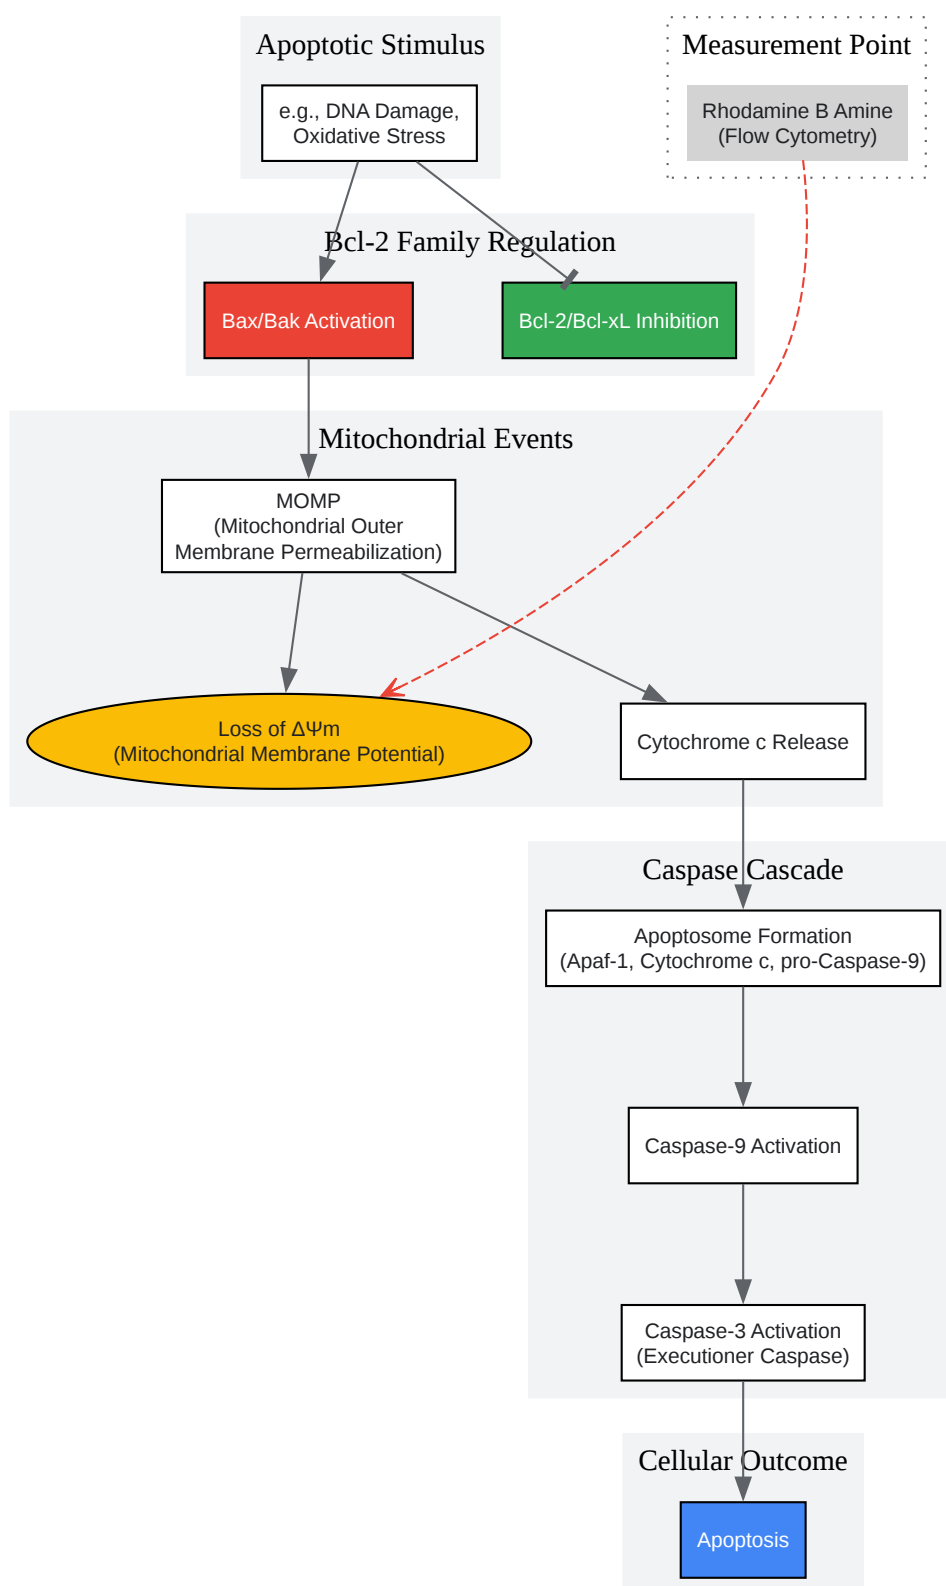 Apoptotic Stimulus
e.g., DNA Damage,
Oxidative Stress
Measurement Point
Rhodamine B Amine
(Flow Cytometry)
Bcl-2 Family Regulation
Bax/Bak Activation
Bcl-2/Bcl-xL Inhibition
Mitochondrial Events
MOMP
(Mitochondrial Outer
Membrane Permeabilization)
Loss of ΔΨm
(Mitochondrial Membrane Potential)
Cytochrome c Release
Caspase Cascade
Apoptosome Formation
(Apaf-1, Cytochrome c, pro-Caspase-9)
Caspase-9 Activation
Caspase-3 Activation
(Executioner Caspase)
Cellular Outcome
Apoptosis